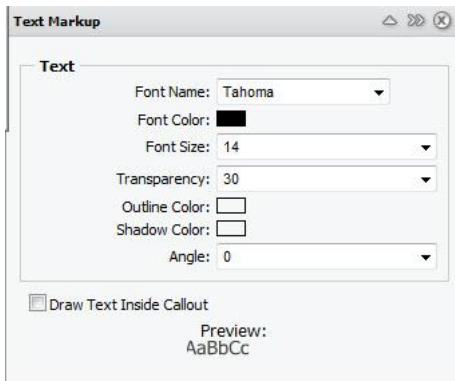 Text Markup
Text
Font Name: Tahoma
Font Color:
Font Size: 14
Transparency: 30
Outline Color:
Shadow Color:
Angle: 0
Draw Text Inside Callout
Preview:
AaBbCc